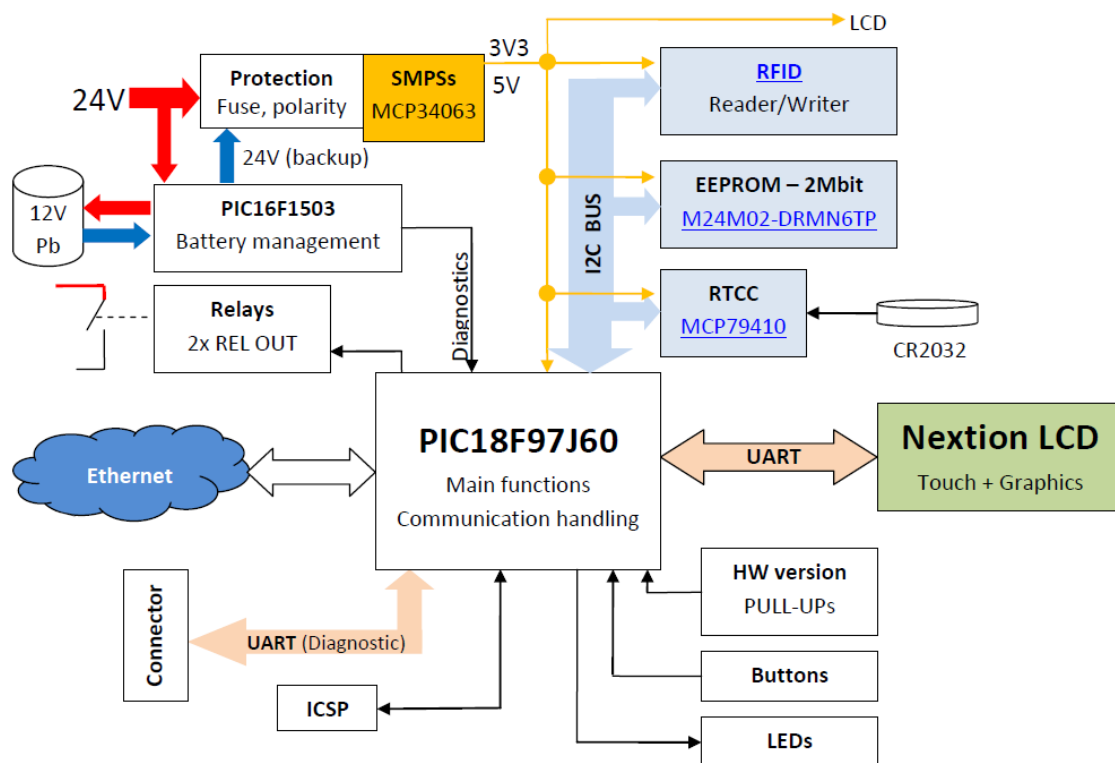 LCD
3V3
5V
24V
Protection
Fuse, polarity
SMPSs
MCP34063
RFID
Reader/Writer
24V (backup)
12V
Pb
PIC16F1503
Battery management
EEPROM – 2Mbit
M24M02-DRMN6TP
I2C BUS
Diagnostics
Relays
2x REL OUT
RTCC
MCP79410
CR2032
PIC18F97J60
Main functions
Communication handling
Ethernet
UART
Nextion LCD
Touch + Graphics
Connector
UART (Diagnostic)
ICSP
HW version
PULL-UPs
Buttons
LEDs